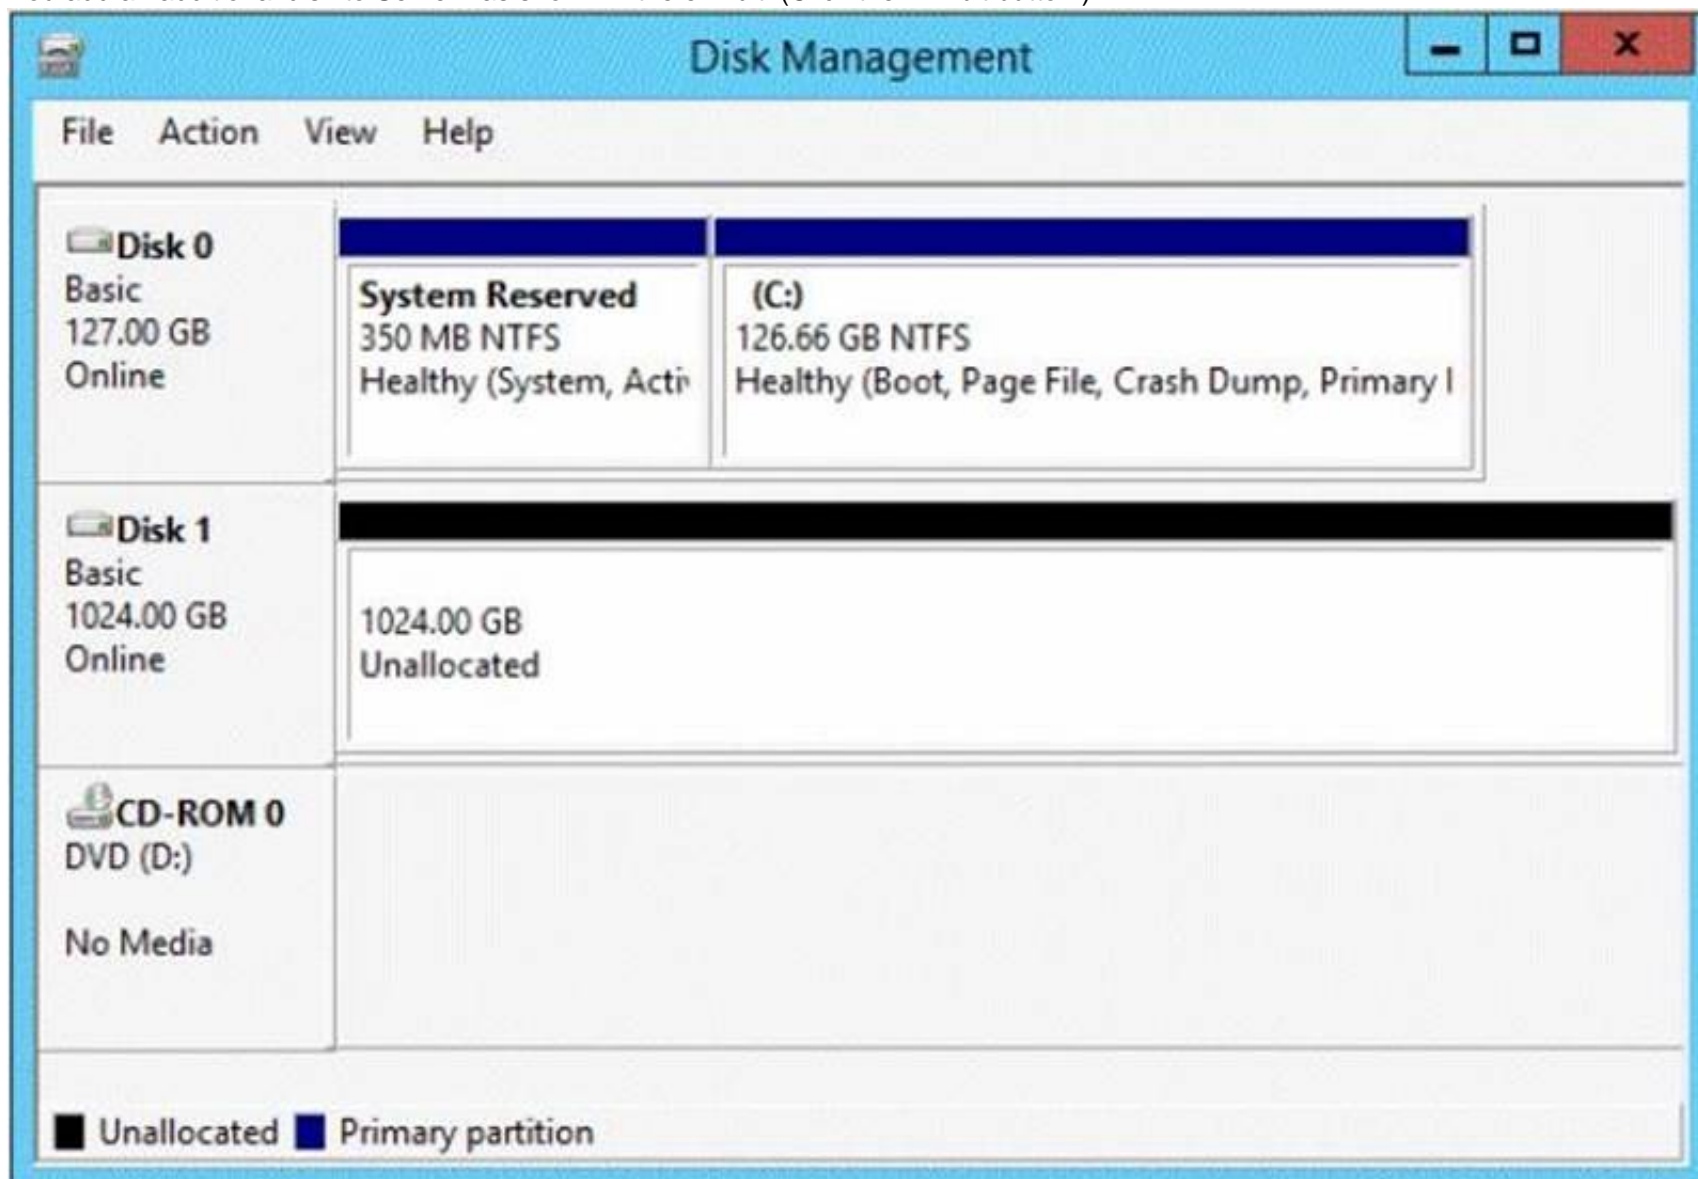 Disk Management
File Action View Help
Disk 0
Basic
127.00 GB
Online
System Reserved
350 MB NTFS
Healthy (System, Activ
(C:)
126.66 GB NTFS
Healthy (Boot, Page File, Crash Dump, Primary
Disk 1
Basic
1024.00 GB
Online
1024.00 GB
Unallocated
CD-ROM 0
DVD (D:)
No Media
Unallocated Primary partition